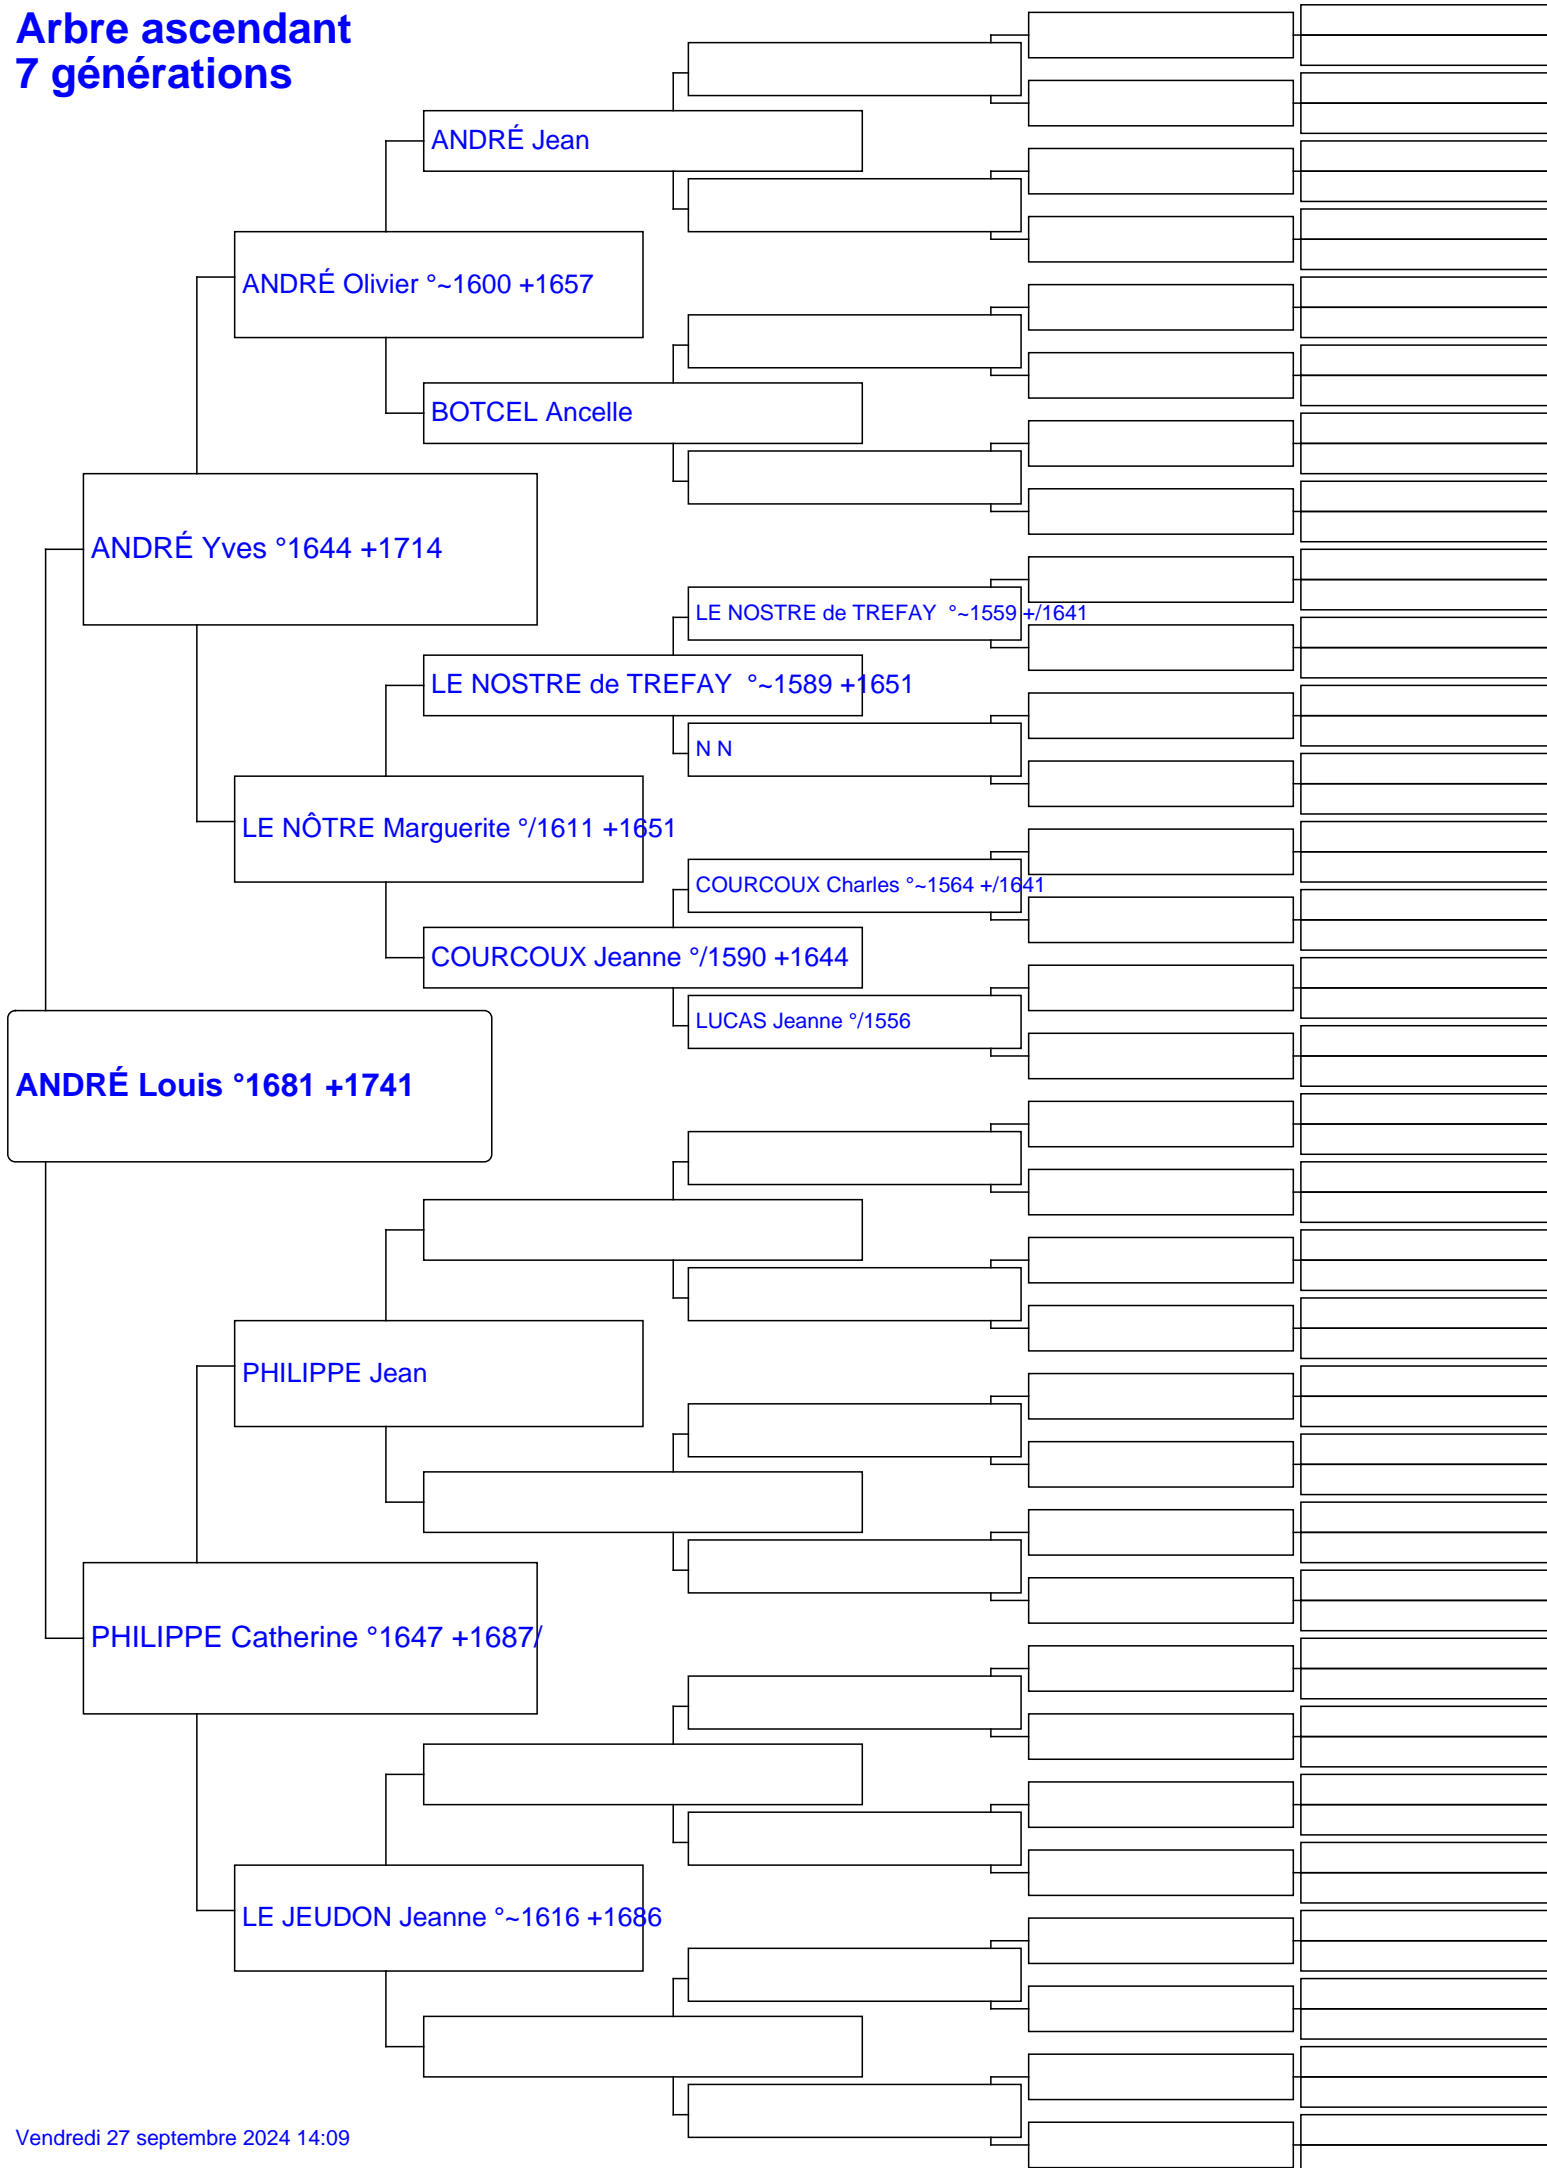 Arbre ascendant
7 générations
ANDRÉ Jean
ANDRÉ Olivier °~1600 +1657
BOTCEL Ancelle
ANDRÉ Yves °1644 +1714
LE NOSTRE de TREFAY  °~1559 +/1641
LE NOSTRE de TREFAY  °~1589 +1651
N N
LE NÔTRE Marguerite °/1611 +1651
COURCOUX Charles °~1564 +/1641
COURCOUX Jeanne °/1590 +1644
LUCAS Jeanne °/1556
ANDRÉ Louis °1681 +1741
PHILIPPE Jean
PHILIPPE Catherine °1647 +1687/
LE JEUDON Jeanne °~1616 +1686
Vendredi 27 septembre 2024 14:09